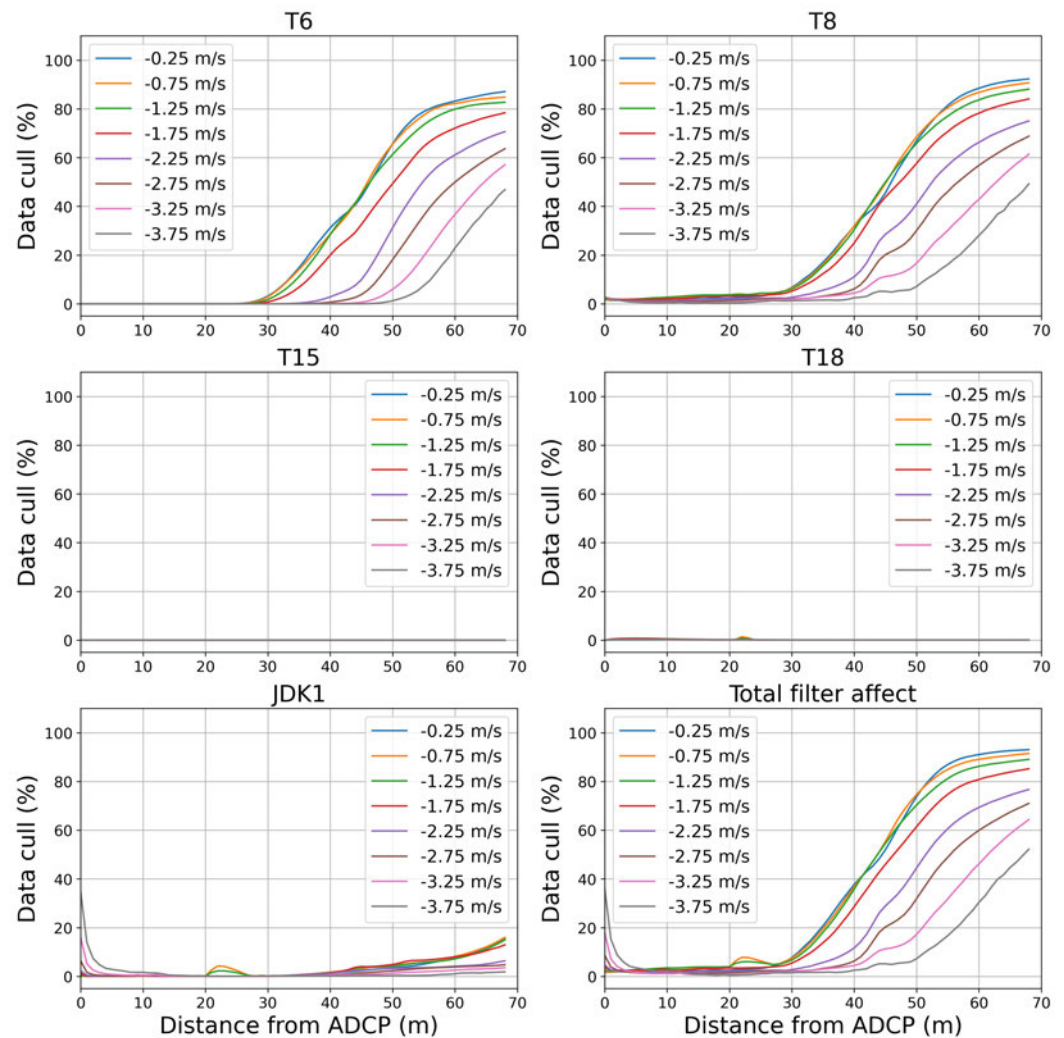 T6
100
80
60
40
20
0
Data cull (%)
-0.25 m/s
-0.75 m/s
-1.25 m/s
-1.75 m/s
-2.25 m/s
-2.75 m/s
-3.25 m/s
-3.75 m/s
0 10 20 30 40 50 60 70
T8
100
80
60
40
20
0
Data cull (%)
-0.25 m/s
-0.75 m/s
-1.25 m/s
-1.75 m/s
-2.25 m/s
-2.75 m/s
-3.25 m/s
-3.75 m/s
0 10 20 30 40 50 60 70
T15
100
80
60
40
20
0
Data cull (%)
-0.25 m/s
-0.75 m/s
-1.25 m/s
-1.75 m/s
-2.25 m/s
-2.75 m/s
-3.25 m/s
-3.75 m/s
0 10 20 30 40 50 60 70
T18
100
80
60
40
20
0
Data cull (%)
-0.25 m/s
-0.75 m/s
-1.25 m/s
-1.75 m/s
-2.25 m/s
-2.75 m/s
-3.25 m/s
-3.75 m/s
0 10 20 30 40 50 60 70
JDK1
100
80
60
40
20
0
Data cull (%)
-0.25 m/s
-0.75 m/s
-1.25 m/s
-1.75 m/s
-2.25 m/s
-2.75 m/s
-3.25 m/s
-3.75 m/s
0 10 20 30 40 50 60 70
Distance from ADCP (m)
Total filter affect
100
80
60
40
20
0
Data cull (%)
-0.25 m/s
-0.75 m/s
-1.25 m/s
-1.75 m/s
-2.25 m/s
-2.75 m/s
-3.25 m/s
-3.75 m/s
0 10 20 30 40 50 60 70
Distance from ADCP (m)